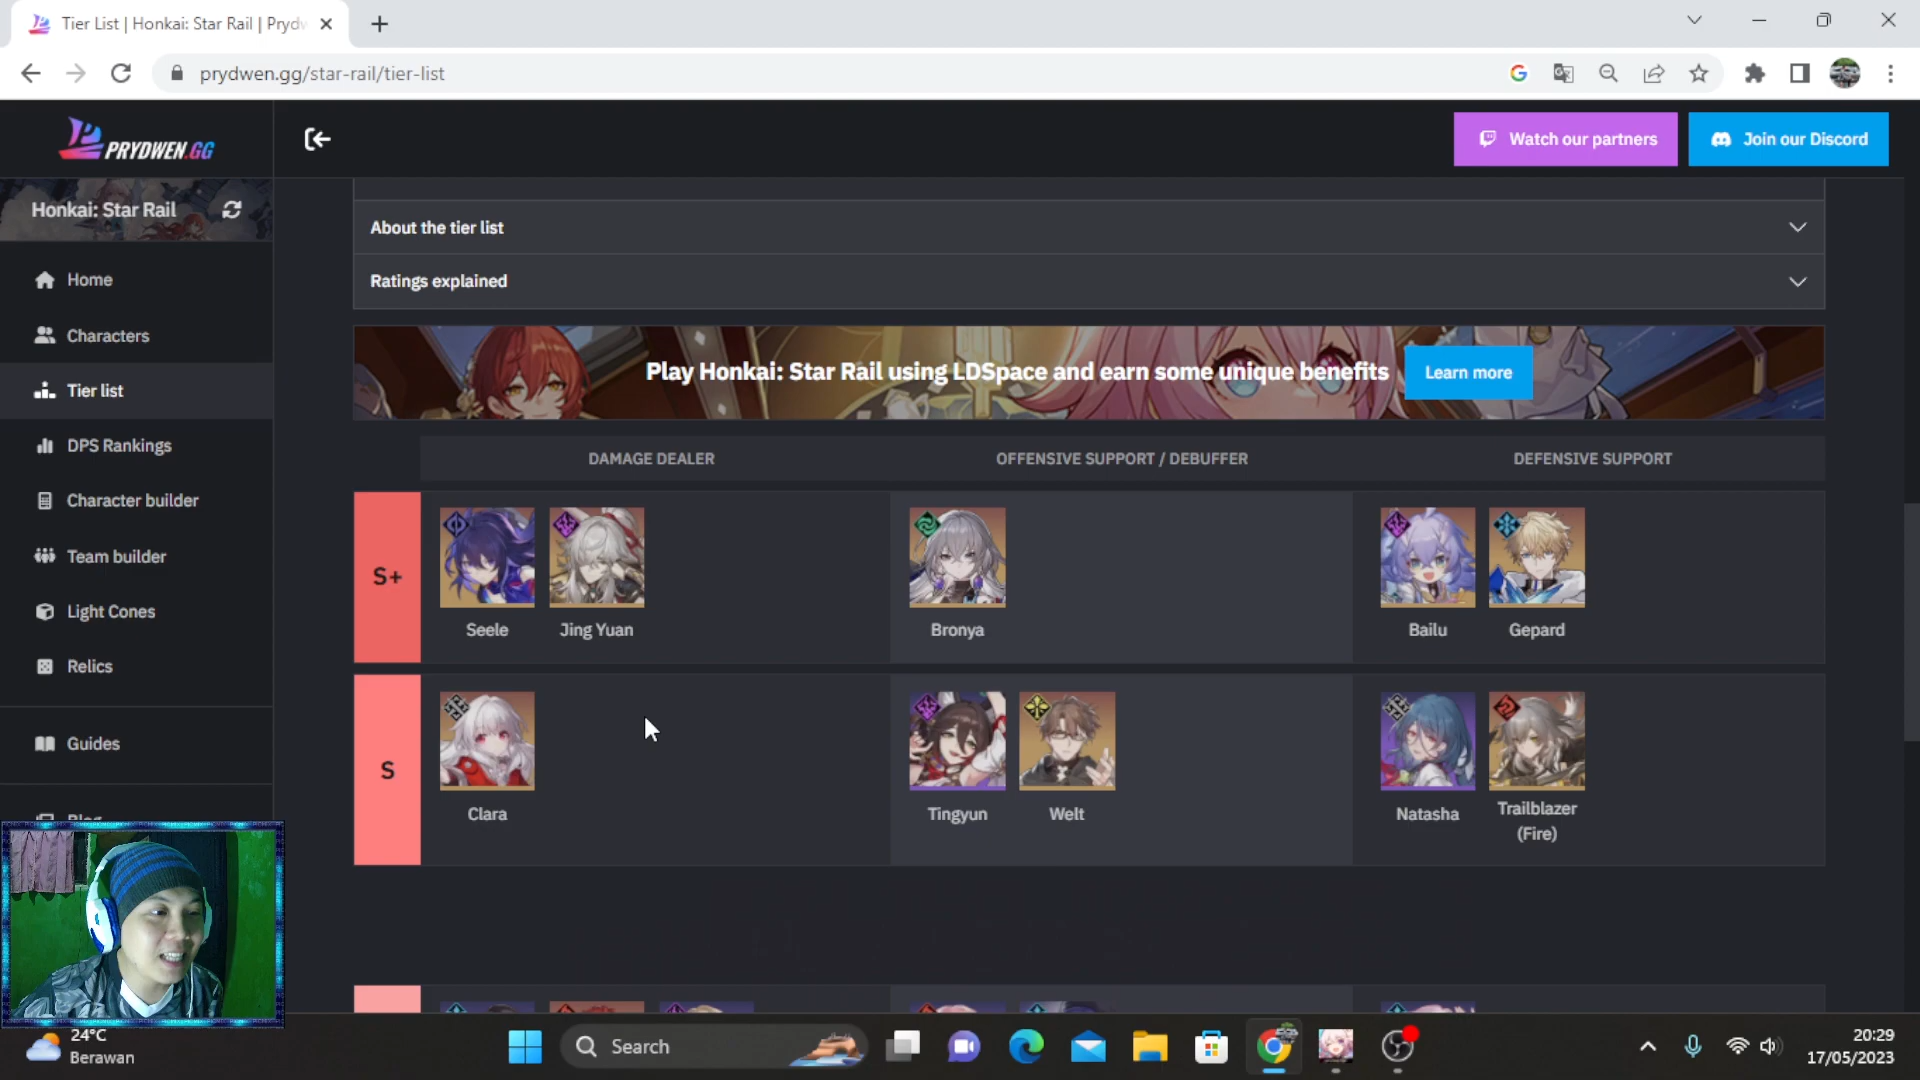 Tier List | Honkai: Star Rail | Prydw
prydwen.gg/star-rail/tier-list
PRYDWEN.GG
Watch our partners
Join our Discord
Honkai: Star Rail
Home
Characters
Tier list
DPS Rankings
Character builder
Team builder
Light Cones
Relics
Guides
Blog
About the tier list
Ratings explained
Play Honkai: Star Rail using LDSpace and earn some unique benefits
Learn more
DAMAGE DEALER
OFFENSIVE SUPPORT / DEBUFFER
DEFENSIVE SUPPORT
S+
Seele
Jing Yuan
Bronya
Bailu
Gepard
S
Clara
Tingyun
Welt
Natasha
Trailblazer
(Fire)
24°C
Berawan
Search
20:29
17/05/2023